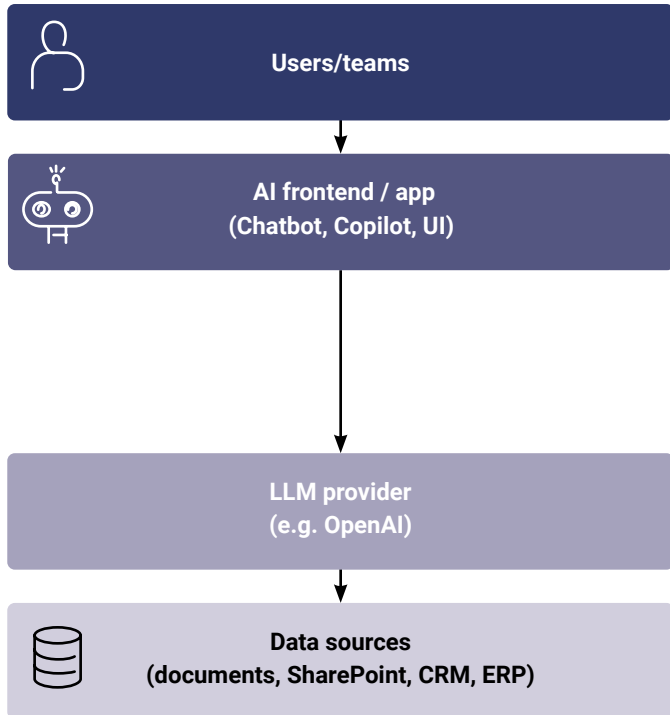 Users/teams
AI frontend / app
(Chatbot, Copilot, UI)
LLM provider
(e.g. OpenAI)
Data sources
(documents, SharePoint, CRM, ERP)